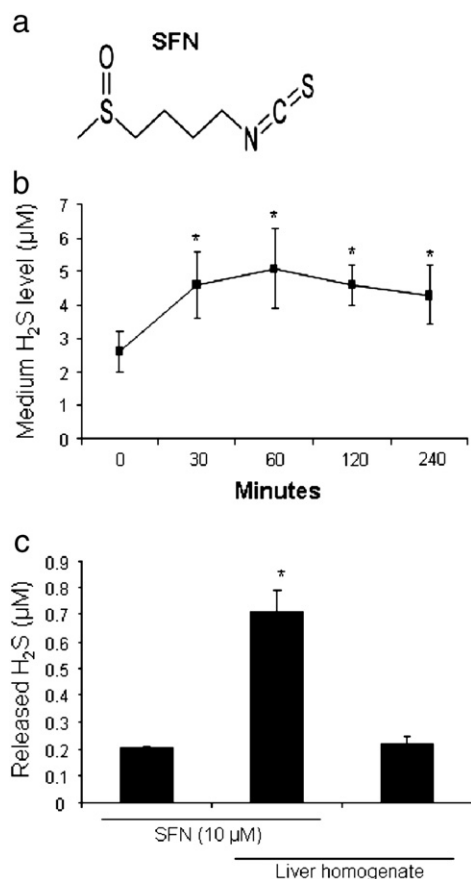 a
SFN
O
S
N
C
S
b
Medium H₂S level (µM)
7
6
5
4
3
2
1
0
* * * *
0 30 60 120 240
Minutes
c
Released H₂S (µM)
0.9
0.8
0.7
0.6
0.5
0.4
0.3
0.2
0.1
0
*
SFN (10 µM)
Liver homogenate